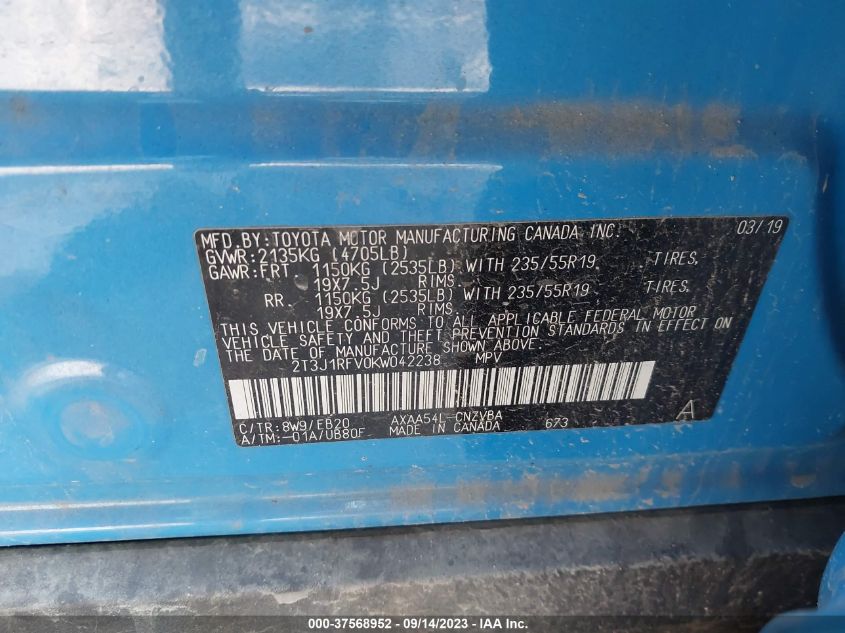 MFD.BY:TOYOTA MOTOR MANUFACTURING CANADA INC. 03/19
GVWR:2135KG (4705LB)
GAWR:FRT 1150KG (2535LB) WITH 235/55R19 TIRES,
19X7.5J RIMS
RR. 1150KG (2535LB) WITH 235/55R19 TIRES,
19X7.5J RIMS
THIS VEHICLE CONFORMS TO ALL APPLICABLE FEDERAL MOTOR
VEHICLE SAFETY AND THEFT PREVENTION STANDARDS IN EFFECT ON
THE DATE OF MANUFACTURE SHOWN ABOVE.
2T3J1RFV0KW042238 MPV
C/TR:8W9/EB20 AXAA54L-CNZVBA 673 A
A/TM:-01A/UB80F MADE IN CANADA
000-37568952 - 09/14/2023 - IAA Inc.